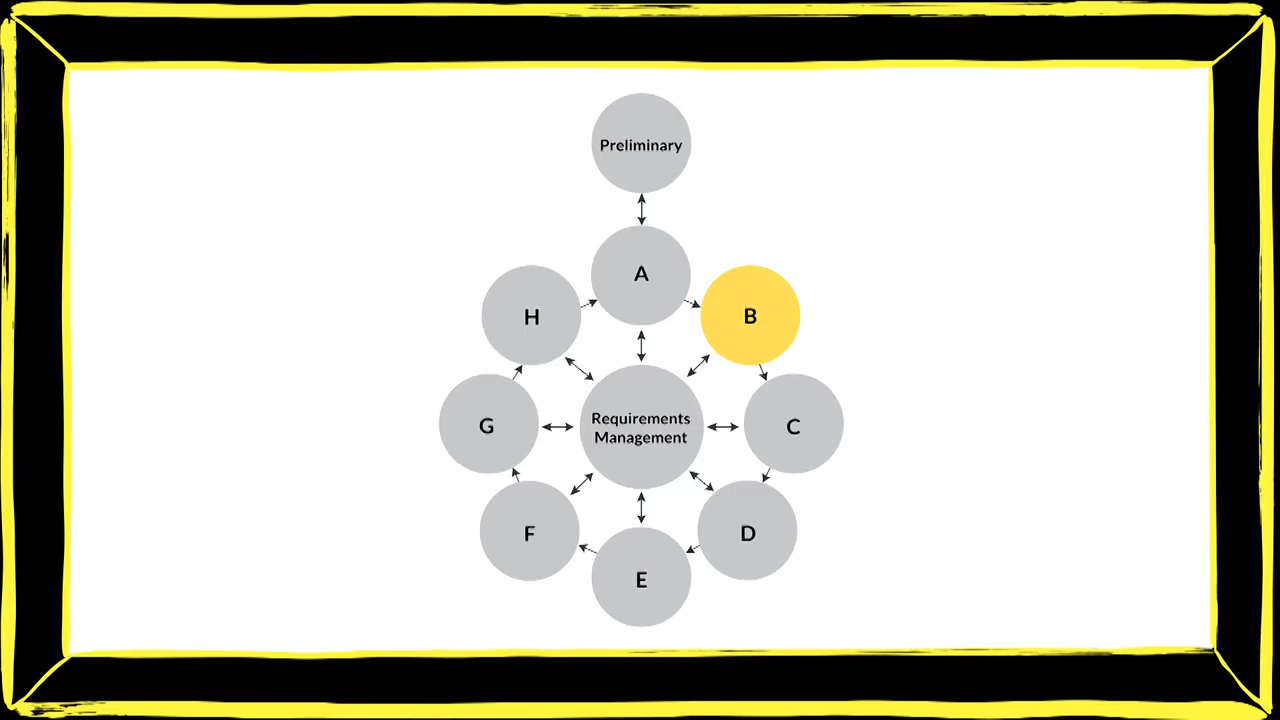 Preliminary
A
H
B
Requirements
Management
G
C
F
D
E